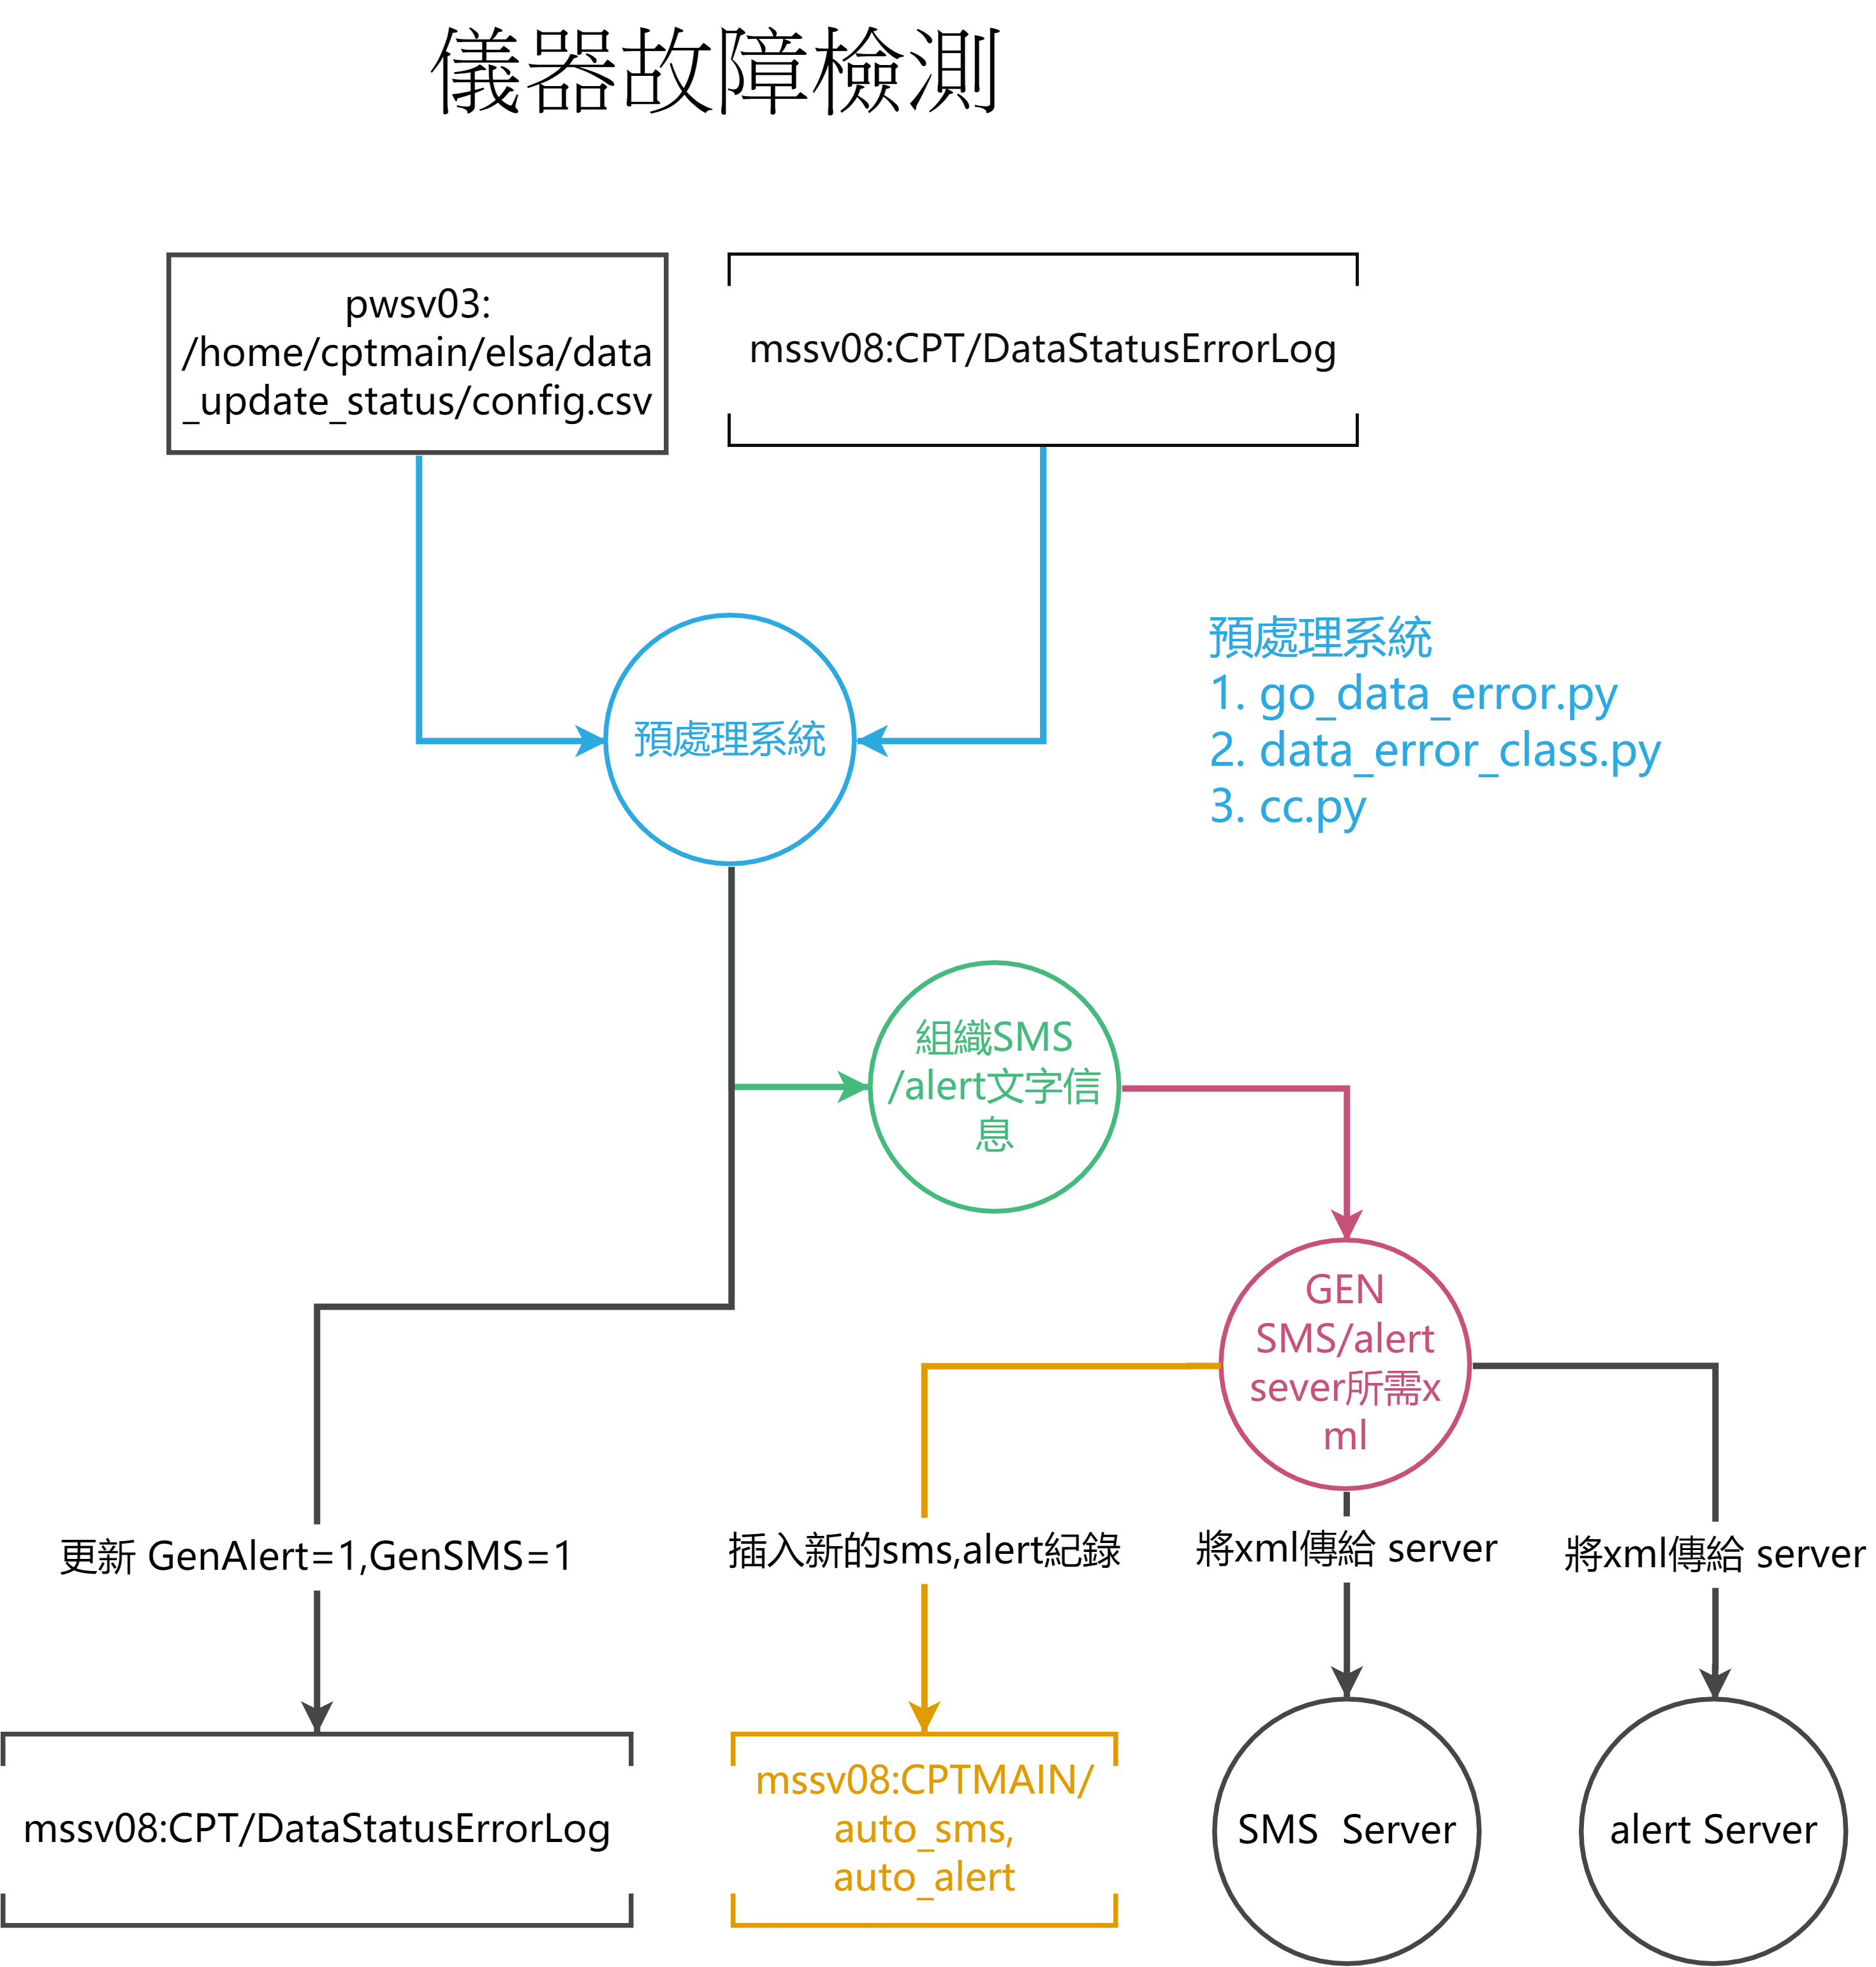 儀器故障檢測
pwsv03:
/home/cptmain/elsa/data
_update_status/config.csv
mssv08:CPT/DataStatusErrorLog
預處理系統
預處理系統
1. go_data_error.py
2. data_error_class.py
3. cc.py
組織SMS
/alert文字信
息
GEN
SMS/alert
sever所需x
ml
更新 GenAlert=1,GenSMS=1
插入新的sms,alert紀錄
將xml傳給 server
將xml傳給 server
mssv08:CPT/DataStatusErrorLog
mssv08:CPTMAIN/
auto_sms,
auto_alert
SMS  Server
alert Server